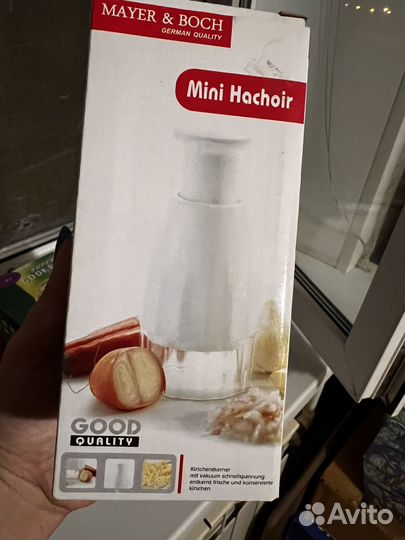 MAYER & BOCH
GERMAN QUALITY
Mini Hachoir
GOOD
QUALITY
Kirschentkerner
mit vakuum schnellspannung
entkernt frische und konservierte
kirschen
Avito